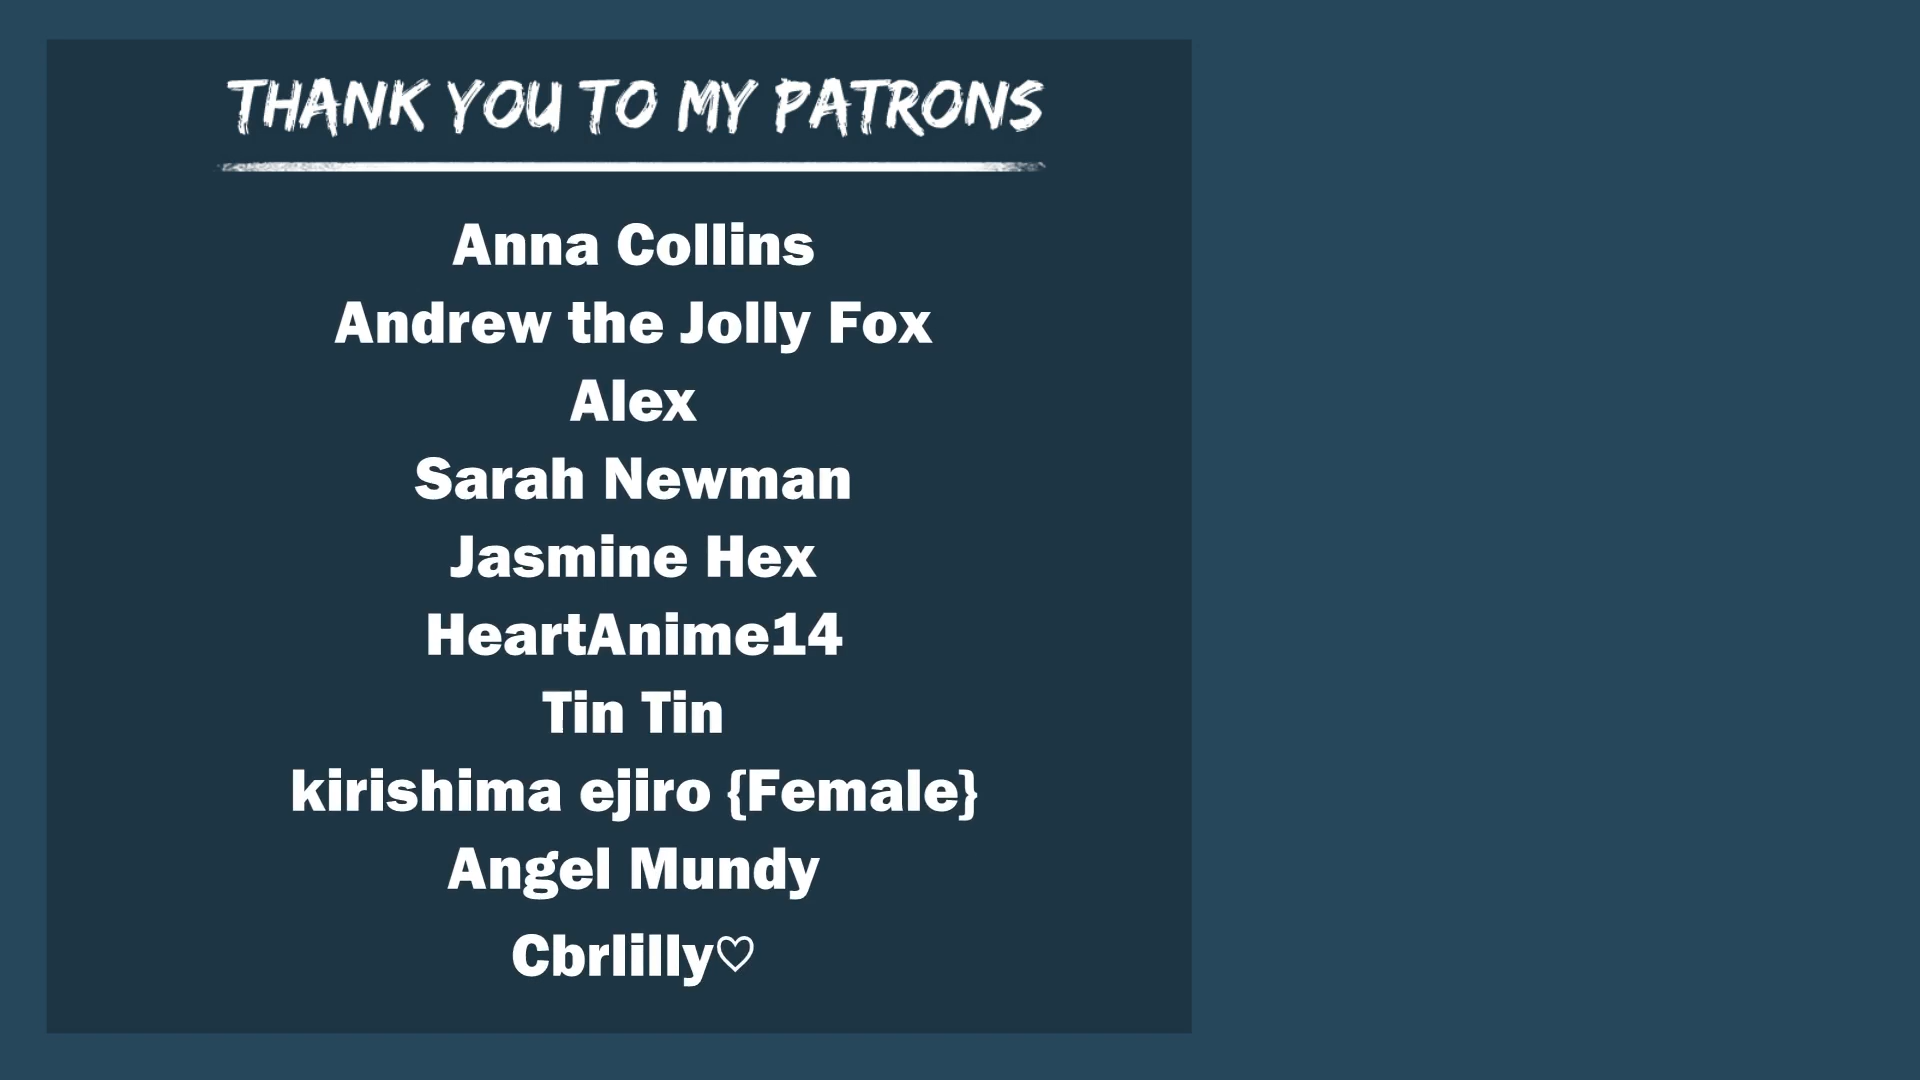 THANK YOU TO MY PATRONS
Anna Collins
Andrew the Jolly Fox
Alex
Sarah Newman
Jasmine Hex
HeartAnime14
Tin Tin
kirishima ejiro {Female}
Angel Mundy
Cbrlilly♡